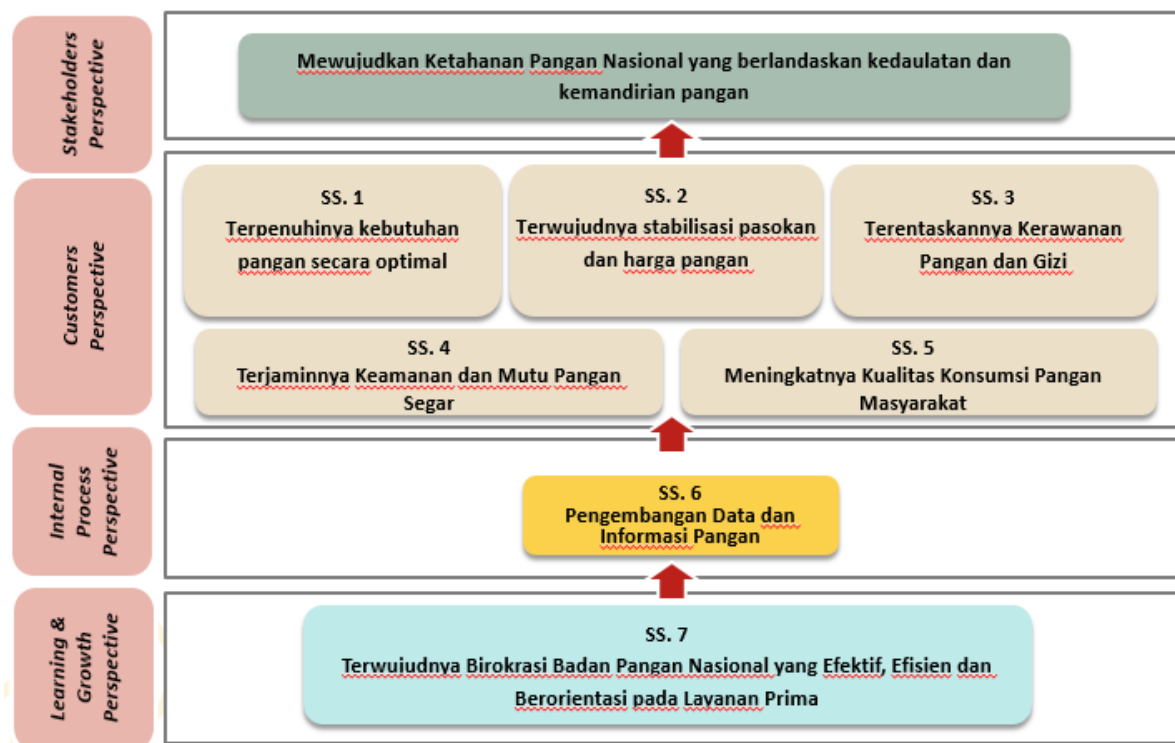 Stakeholders
Perspective
Mewujudkan Ketahanan Pangan Nasional yang berlandaskan kedaulatan dan
kemandirian pangan
Customers
Perspective
SS. 1
Terpenuhinya kebutuhan
pangan secara optimal
SS. 2
Terwujudnya stabilisasi pasokan
dan harga pangan
SS. 3
Terentaskannya Kerawanan
Pangan dan Gizi
SS. 4
Terjaminnya Keamanan dan Mutu Pangan
Segar
SS. 5
Meningkatnya Kualitas Konsumsi Pangan
Masyarakat
Internal
Process
Perspective
SS. 6
Pengembangan Data dan
Informasi Pangan
Learning &
Growth
Perspective
SS. 7
Terwujudnya Birokrasi Badan Pangan Nasional yang Efektif, Efisien dan
Berorientasi pada Layanan Prima